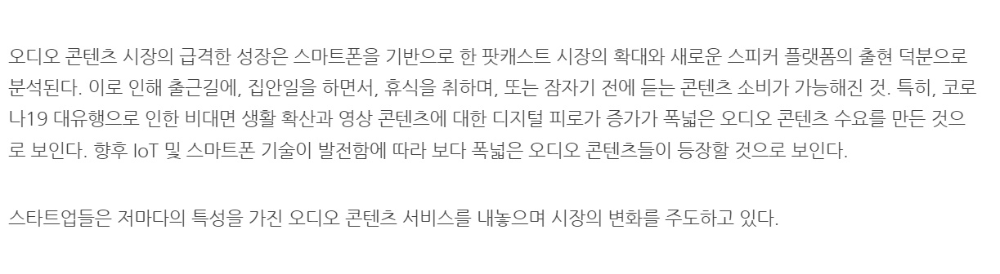 오디오 콘텐츠 시장의 급격한 성장은 스마트폰을 기반으로 한 팟캐스트 시장의 확대와 새로운 스피커 플랫폼의 출현 덕분으로
분석된다. 이로 인해 출근길에, 집안일을 하면서, 휴식을 취하며, 또는 잠자기 전에 듣는 콘텐츠 소비가 가능해진 것. 특히, 코로
나19 대유행으로 인한 비대면 생활 확산과 영상 콘텐츠에 대한 디지털 피로가 증가가 폭넓은 오디오 콘텐츠 수요를 만든 것으
로 보인다. 향후 IoT 및 스마트폰 기술이 발전함에 따라 보다 폭넓은 오디오 콘텐츠들이 등장할 것으로 보인다.
스타트업들은 저마다의 특성을 가진 오디오 콘텐츠 서비스를 내놓으며 시장의 변화를 주도하고 있다.